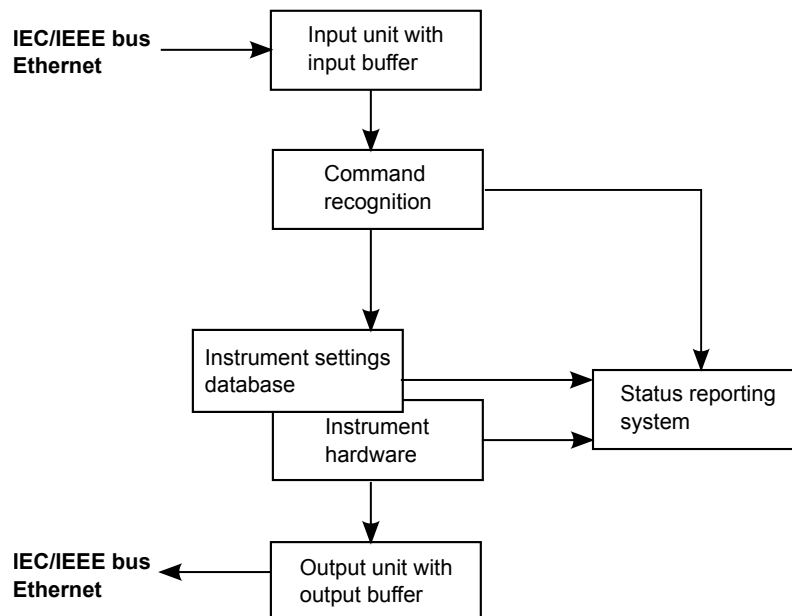 IEC/IEEE bus
Ethernet
Input unit with
input buffer
Command
recognition
Instrument settings
database
Instrument
hardware
Status reporting
system
IEC/IEEE bus
Ethernet
Output unit with
output buffer